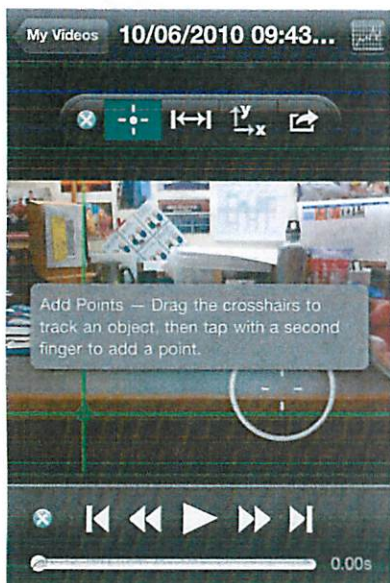 My Videos
10/06/2010 09:43...
y
x
Add Points — Drag the crosshairs to
track an object, then tap with a second
finger to add a point.
0.00s